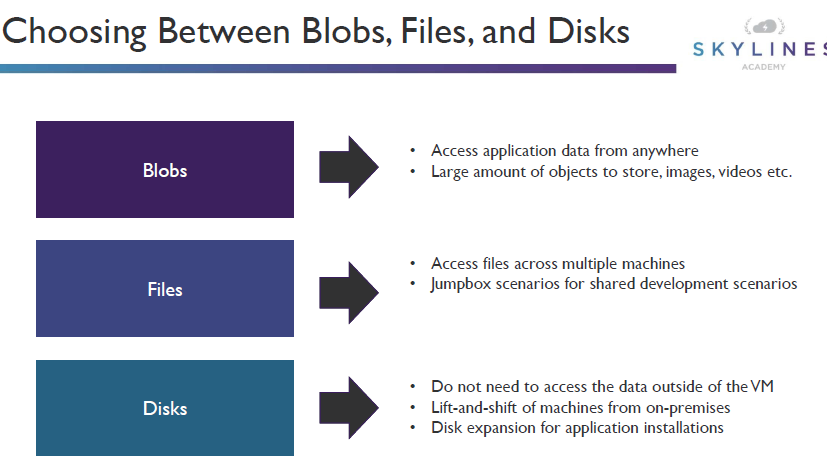 Choosing Between Blobs, Files, and Disks
SKYLINES
ACADEMY
Blobs
• Access application data from anywhere
• Large amount of objects to store, images, videos etc.
Files
• Access files across multiple machines
• Jumpbox scenarios for shared development scenarios
Disks
• Do not need to access the data outside of the VM
• Lift-and-shift of machines from on-premises
• Disk expansion for application installations